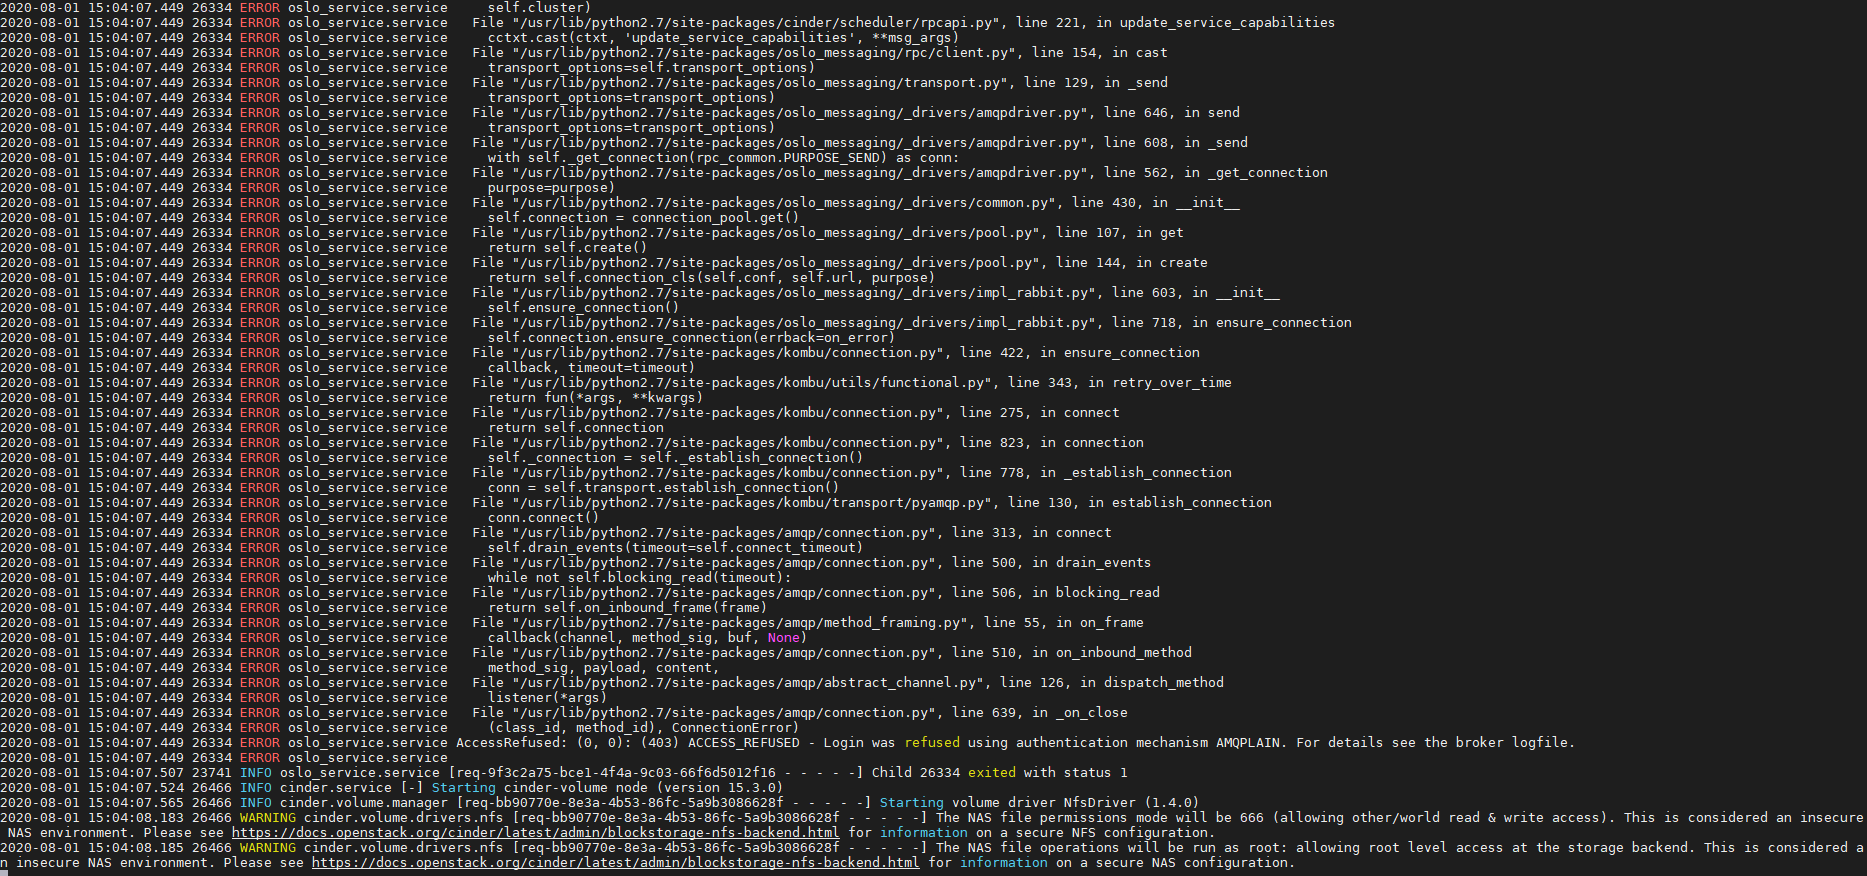 2020-08-01 15:04:07.449 26334 ERROR oslo_service.service     self.cluster)
2020-08-01 15:04:07.449 26334 ERROR oslo_service.service   File "/usr/lib/python2.7/site-packages/cinder/scheduler/rpcapi.py", line 221, in update_service_capabilities
2020-08-01 15:04:07.449 26334 ERROR oslo_service.service     cctxt.cast(ctxt, 'update_service_capabilities', **msg_args)
2020-08-01 15:04:07.449 26334 ERROR oslo_service.service   File "/usr/lib/python2.7/site-packages/oslo_messaging/rpc/client.py", line 154, in cast
2020-08-01 15:04:07.449 26334 ERROR oslo_service.service     transport_options=self.transport_options)
2020-08-01 15:04:07.449 26334 ERROR oslo_service.service   File "/usr/lib/python2.7/site-packages/oslo_messaging/transport.py", line 129, in _send
2020-08-01 15:04:07.449 26334 ERROR oslo_service.service     transport_options=transport_options)
2020-08-01 15:04:07.449 26334 ERROR oslo_service.service   File "/usr/lib/python2.7/site-packages/oslo_messaging/_drivers/amqpdriver.py", line 646, in send
2020-08-01 15:04:07.449 26334 ERROR oslo_service.service     transport_options=transport_options)
2020-08-01 15:04:07.449 26334 ERROR oslo_service.service   File "/usr/lib/python2.7/site-packages/oslo_messaging/_drivers/amqpdriver.py", line 608, in _send
2020-08-01 15:04:07.449 26334 ERROR oslo_service.service     with self._get_connection(rpc_common.PURPOSE_SEND) as conn:
2020-08-01 15:04:07.449 26334 ERROR oslo_service.service   File "/usr/lib/python2.7/site-packages/oslo_messaging/_drivers/amqpdriver.py", line 562, in _get_connection
2020-08-01 15:04:07.449 26334 ERROR oslo_service.service     purpose=purpose)
2020-08-01 15:04:07.449 26334 ERROR oslo_service.service   File "/usr/lib/python2.7/site-packages/oslo_messaging/_drivers/common.py", line 430, in __init__
2020-08-01 15:04:07.449 26334 ERROR oslo_service.service     self.connection = connection_pool.get()
2020-08-01 15:04:07.449 26334 ERROR oslo_service.service   File "/usr/lib/python2.7/site-packages/oslo_messaging/_drivers/pool.py", line 107, in get
2020-08-01 15:04:07.449 26334 ERROR oslo_service.service     return self.create()
2020-08-01 15:04:07.449 26334 ERROR oslo_service.service   File "/usr/lib/python2.7/site-packages/oslo_messaging/_drivers/pool.py", line 144, in create
2020-08-01 15:04:07.449 26334 ERROR oslo_service.service     return self.connection_cls(self.conf, self.url, purpose)
2020-08-01 15:04:07.449 26334 ERROR oslo_service.service   File "/usr/lib/python2.7/site-packages/oslo_messaging/_drivers/impl_rabbit.py", line 603, in __init__
2020-08-01 15:04:07.449 26334 ERROR oslo_service.service     self.ensure_connection()
2020-08-01 15:04:07.449 26334 ERROR oslo_service.service   File "/usr/lib/python2.7/site-packages/oslo_messaging/_drivers/impl_rabbit.py", line 718, in ensure_connection
2020-08-01 15:04:07.449 26334 ERROR oslo_service.service     self.connection.ensure_connection(errback=on_error)
2020-08-01 15:04:07.449 26334 ERROR oslo_service.service   File "/usr/lib/python2.7/site-packages/kombu/connection.py", line 422, in ensure_connection
2020-08-01 15:04:07.449 26334 ERROR oslo_service.service     callback, timeout=timeout)
2020-08-01 15:04:07.449 26334 ERROR oslo_service.service   File "/usr/lib/python2.7/site-packages/kombu/utils/functional.py", line 343, in retry_over_time
2020-08-01 15:04:07.449 26334 ERROR oslo_service.service     return fun(*args, **kwargs)
2020-08-01 15:04:07.449 26334 ERROR oslo_service.service   File "/usr/lib/python2.7/site-packages/kombu/connection.py", line 275, in connect
2020-08-01 15:04:07.449 26334 ERROR oslo_service.service     return self.connection
2020-08-01 15:04:07.449 26334 ERROR oslo_service.service   File "/usr/lib/python2.7/site-packages/kombu/connection.py", line 823, in connection
2020-08-01 15:04:07.449 26334 ERROR oslo_service.service     self._connection = self._establish_connection()
2020-08-01 15:04:07.449 26334 ERROR oslo_service.service   File "/usr/lib/python2.7/site-packages/kombu/connection.py", line 778, in _establish_connection
2020-08-01 15:04:07.449 26334 ERROR oslo_service.service     conn = self.transport.establish_connection()
2020-08-01 15:04:07.449 26334 ERROR oslo_service.service   File "/usr/lib/python2.7/site-packages/kombu/transport/pyamqp.py", line 130, in establish_connection
2020-08-01 15:04:07.449 26334 ERROR oslo_service.service     conn.connect()
2020-08-01 15:04:07.449 26334 ERROR oslo_service.service   File "/usr/lib/python2.7/site-packages/amqp/connection.py", line 313, in connect
2020-08-01 15:04:07.449 26334 ERROR oslo_service.service     self.drain_events(timeout=self.connect_timeout)
2020-08-01 15:04:07.449 26334 ERROR oslo_service.service   File "/usr/lib/python2.7/site-packages/amqp/connection.py", line 500, in drain_events
2020-08-01 15:04:07.449 26334 ERROR oslo_service.service     while not self.blocking_read(timeout):
2020-08-01 15:04:07.449 26334 ERROR oslo_service.service   File "/usr/lib/python2.7/site-packages/amqp/connection.py", line 506, in blocking_read
2020-08-01 15:04:07.449 26334 ERROR oslo_service.service     return self.on_inbound_frame(frame)
2020-08-01 15:04:07.449 26334 ERROR oslo_service.service   File "/usr/lib/python2.7/site-packages/amqp/method_framing.py", line 55, in on_frame
2020-08-01 15:04:07.449 26334 ERROR oslo_service.service     callback(channel, method_sig, buf, None)
2020-08-01 15:04:07.449 26334 ERROR oslo_service.service   File "/usr/lib/python2.7/site-packages/amqp/connection.py", line 510, in on_inbound_method
2020-08-01 15:04:07.449 26334 ERROR oslo_service.service     method_sig, payload, content,
2020-08-01 15:04:07.449 26334 ERROR oslo_service.service   File "/usr/lib/python2.7/site-packages/amqp/abstract_channel.py", line 126, in dispatch_method
2020-08-01 15:04:07.449 26334 ERROR oslo_service.service     listener(*args)
2020-08-01 15:04:07.449 26334 ERROR oslo_service.service   File "/usr/lib/python2.7/site-packages/amqp/connection.py", line 639, in _on_close
2020-08-01 15:04:07.449 26334 ERROR oslo_service.service     (class_id, method_id), ConnectionError)
2020-08-01 15:04:07.449 26334 ERROR oslo_service.service AccessRefused: (0, 0): (403) ACCESS_REFUSED - Login was refused using authentication mechanism AMQPLAIN. For details see the broker logfile.
2020-08-01 15:04:07.449 26334 ERROR oslo_service.service
2020-08-01 15:04:07.507 23741 INFO oslo_service.service [req-9f3c2a75-bce1-4f4a-9c03-66f6d5012f16 - - - - -] Child 26334 exited with status 1
2020-08-01 15:04:07.524 26466 INFO cinder.service [-] Starting cinder-volume node (version 15.3.0)
2020-08-01 15:04:07.565 26466 INFO cinder.volume.manager [req-bb90770e-8e3a-4b53-86fc-5a9b3086628f - - - - -] Starting volume driver NfsDriver (1.4.0)
2020-08-01 15:04:08.183 26466 WARNING cinder.volume.drivers.nfs [req-bb90770e-8e3a-4b53-86fc-5a9b3086628f - - - - -] The NAS file permissions mode will be 666 (allowing other/world read & write access). This is considered an insecure
 NAS environment. Please see https://docs.openstack.org/cinder/latest/admin/blockstorage-nfs-backend.html for information on a secure NFS configuration.
2020-08-01 15:04:08.185 26466 WARNING cinder.volume.drivers.nfs [req-bb90770e-8e3a-4b53-86fc-5a9b3086628f - - - - -] The NAS file operations will be run as root: allowing root level access at the storage backend. This is considered a
n insecure NAS environment. Please see https://docs.openstack.org/cinder/latest/admin/blockstorage-nfs-backend.html for information on a secure NAS configuration.